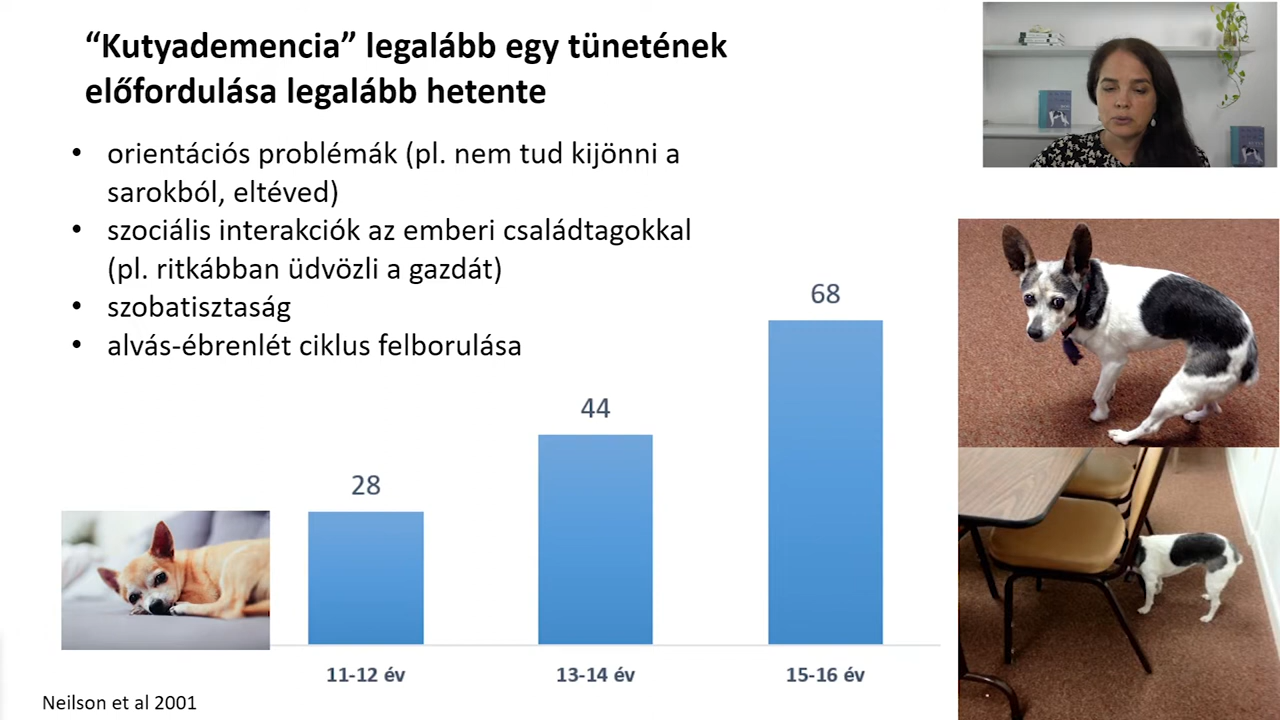 “Kutyademencia” legalább egy tünetének
előfordulása legalább hetente
• orientációs problémák (pl. nem tud kijönni a
sarokból, eltéved)
• szociális interakciók az emberi családtagokkal
(pl. ritkábban üdvözli a gazdát)
• szobatisztaság
• alvás-ébrenlét ciklus felborulása
28
44
68
11-12 év
13-14 év
15-16 év
Neilson et al 2001